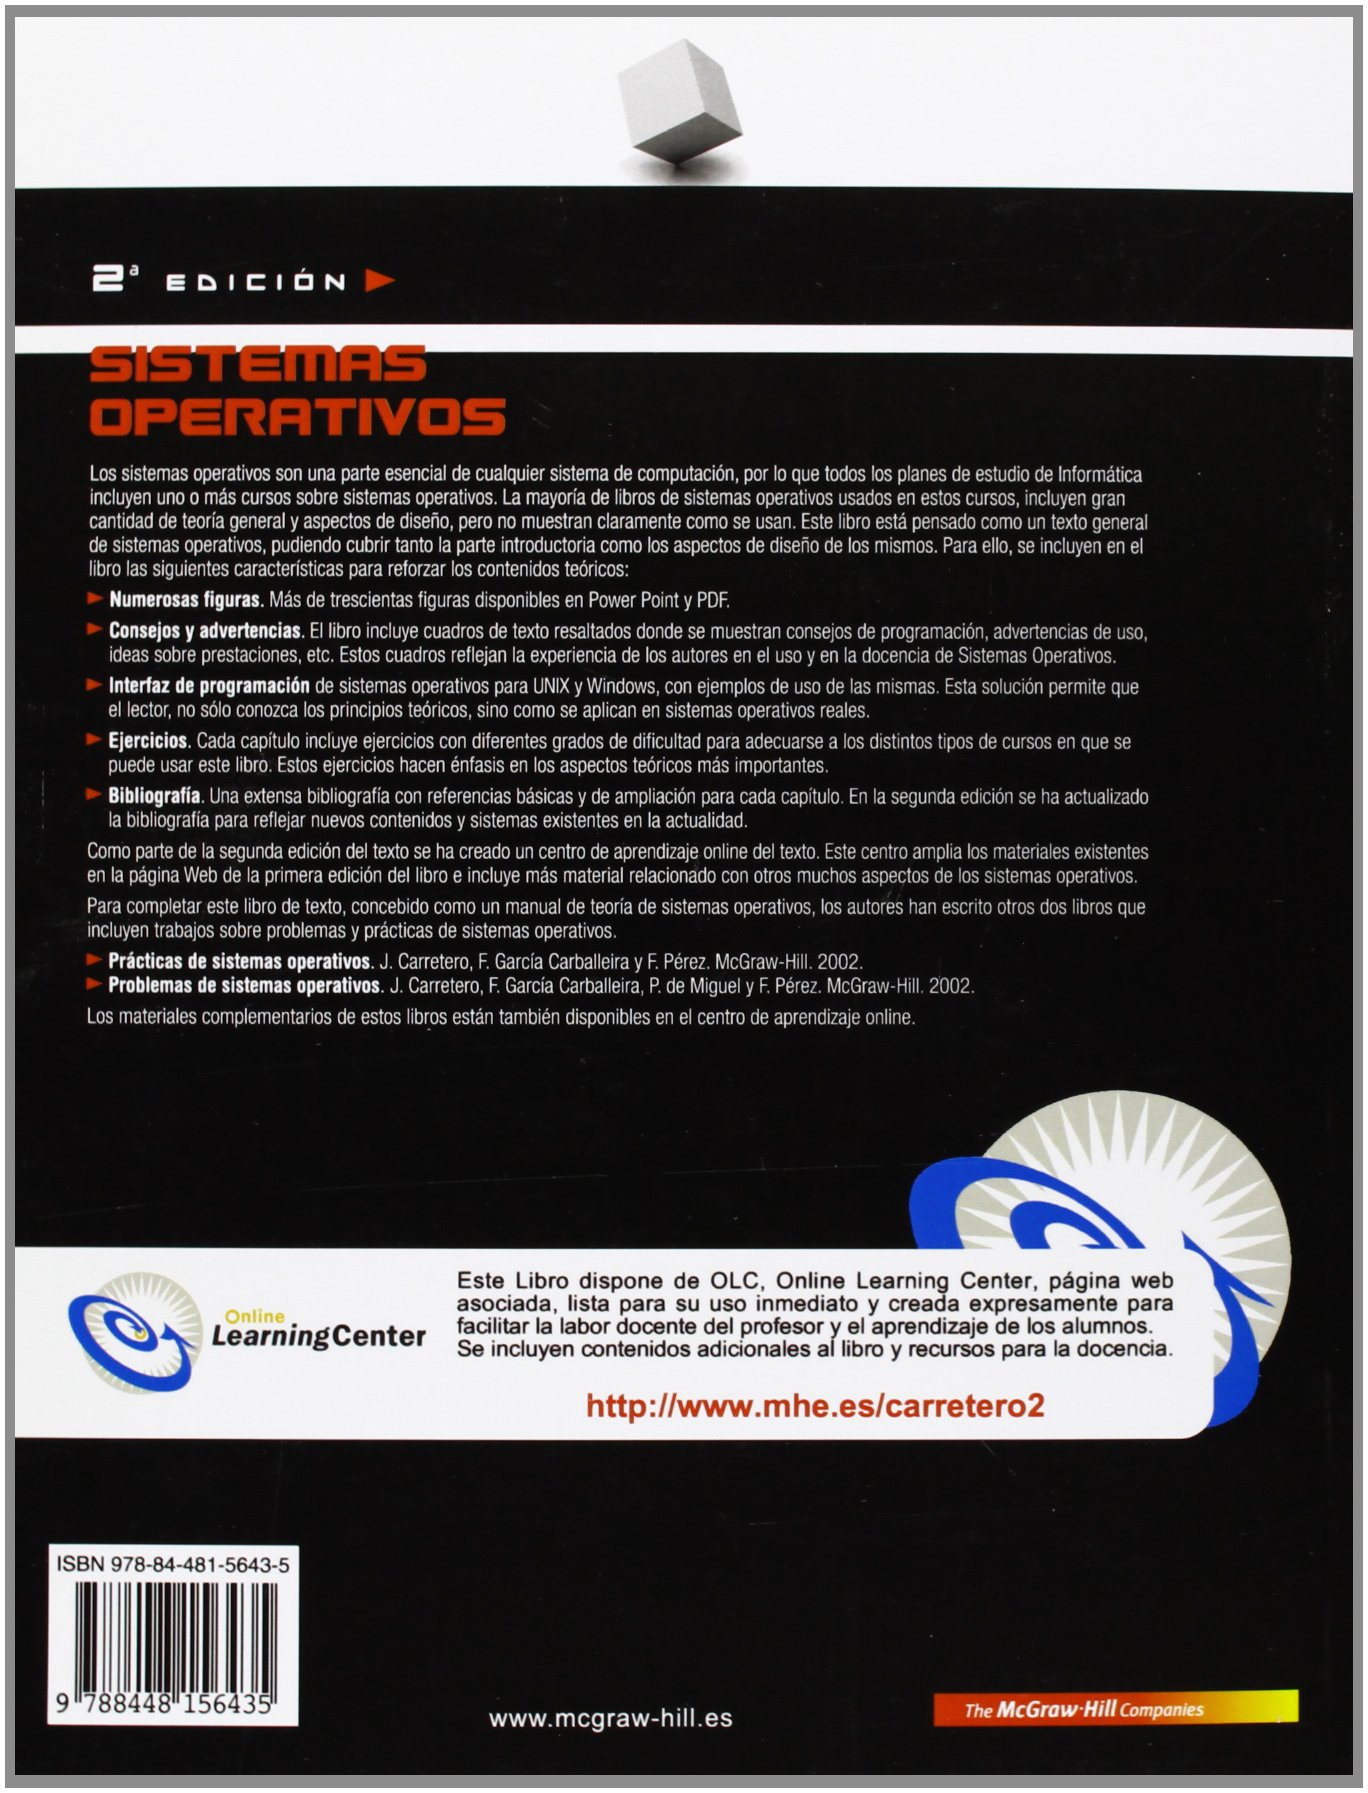 2ª EDICIÓN
SISTEMAS
OPERATIVOS
Los sistemas operativos son una parte esencial de cualquier sistema de computación, por lo que todos los planes de estudio de Informática
incluyen uno o más cursos sobre sistemas operativos. La mayoría de libros de sistemas operativos usados en estos cursos, incluyen gran
cantidad de teoría general y aspectos de diseño, pero no muestran claramente como se usan. Este libro está pensado como un texto general
de sistemas operativos, pudiendo cubrir tanto la parte introductoria como los aspectos de diseño de los mismos. Para ello, se incluyen en el
libro las siguientes características para reforzar los contenidos teóricos:
Numerosas figuras. Más de trescientas figuras disponibles en Power Point y PDF.
Consejos y advertencias. El libro incluye cuadros de texto resaltados donde se muestran consejos de programación, advertencias de uso,
ideas sobre prestaciones, etc. Estos cuadros reflejan la experiencia de los autores en el uso y en la docencia de Sistemas Operativos.
Interfaz de programación de sistemas operativos para UNIX y Windows, con ejemplos de uso de las mismas. Esta solución permite que
el lector, no sólo conozca los principios teóricos, sino como se aplican en sistemas operativos reales.
Ejercicios. Cada capítulo incluye ejercicios con diferentes grados de dificultad para adecuarse a los distintos tipos de cursos en que se
puede usar este libro. Estos ejercicios hacen énfasis en los aspectos teóricos más importantes.
Bibliografía. Una extensa bibliografía con referencias básicas y de ampliación para cada capítulo. En la segunda edición se ha actualizado
la bibliografía para reflejar nuevos contenidos y sistemas existentes en la actualidad.
Como parte de la segunda edición del texto se ha creado un centro de aprendizaje online del texto. Este centro amplia los materiales existentes
en la página Web de la primera edición del libro e incluye más material relacionado con otros muchos aspectos de los sistemas operativos.
Para completar este libro de texto, concebido como un manual de teoría de sistemas operativos, los autores han escrito otros dos libros que
incluyen trabajos sobre problemas y prácticas de sistemas operativos.
Prácticas de sistemas operativos. J. Carretero, F. García Carballeira y F. Pérez. McGraw-Hill. 2002.
Problemas de sistemas operativos. J. Carretero, F. García Carballeira, P. de Miguel y F. Pérez. McGraw-Hill. 2002.
Los materiales complementarios de estos libros están también disponibles en el centro de aprendizaje online.
Online
LearningCenter
Este Libro dispone de OLC, Online Learning Center, página web
asociada, lista para su uso inmediato y creada expresamente para
facilitar la labor docente del profesor y el aprendizaje de los alumnos.
Se incluyen contenidos adicionales al libro y recursos para la docencia.
http://www.mhe.es/carretero2
ISBN 978-84-481-5643-5
9 788448 156435
www.mcgraw-hill.es
The McGraw-Hill Companies